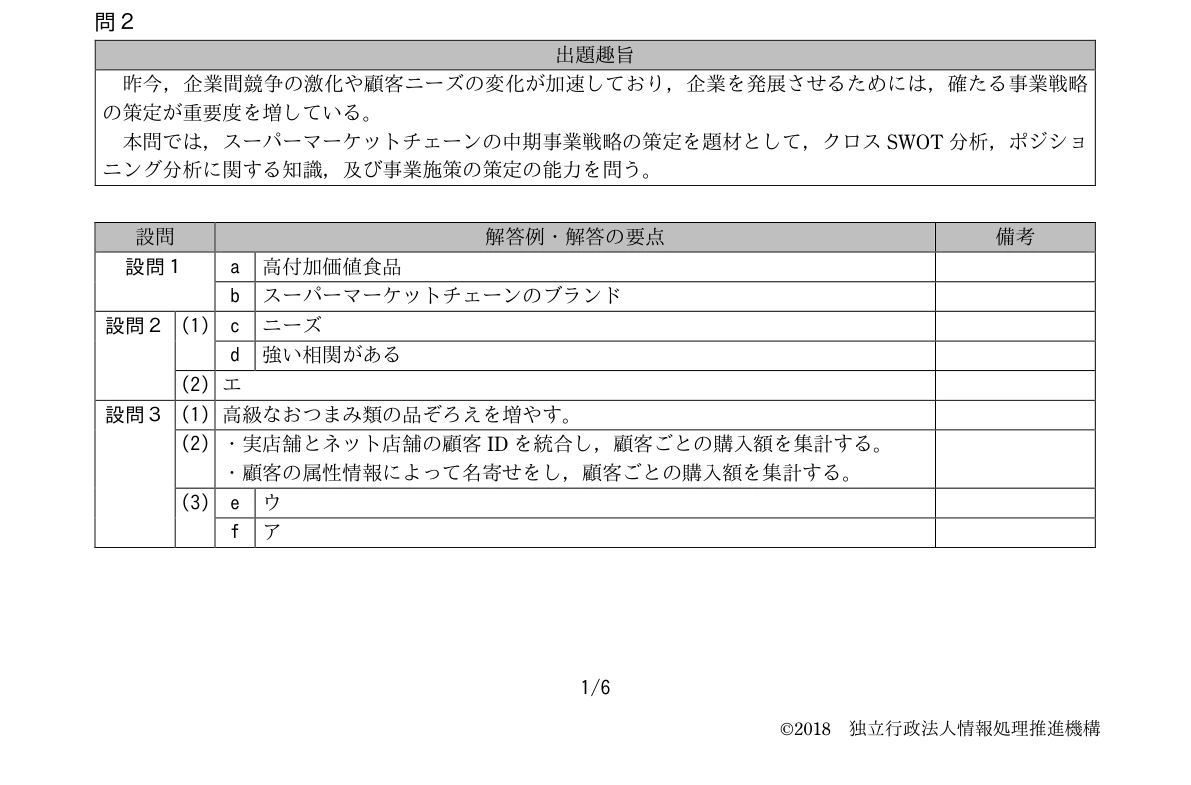 問２
出題趣旨
昨今，企業間競争の激化や顧客ニーズの変化が加速しており，企業を発展させるためには，確たる事業戦略
の策定が重要度を増している。
本問では，スーパーマーケットチェーンの中期事業戦略の策定を題材として，クロス SWOT 分析，ポジショ
ニング分析に関する知識，及び事業施策の策定の能力を問う。
設問 解答例・解答の要点 備考
設問１ a 高付加価値食品
b スーパーマーケットチェーンのブランド
設問２ (1) c ニーズ
d 強い相関がある
(2) エ
設問３ (1) 高級なおつまみ類の品ぞろえを増やす。
(2) ・実店舗とネット店舗の顧客 ID を統合し，顧客ごとの購入額を集計する。
・顧客の属性情報によって名寄せをし，顧客ごとの購入額を集計する。
(3) e ウ
f ア
1/6
©2018　独立行政法人情報処理推進機構